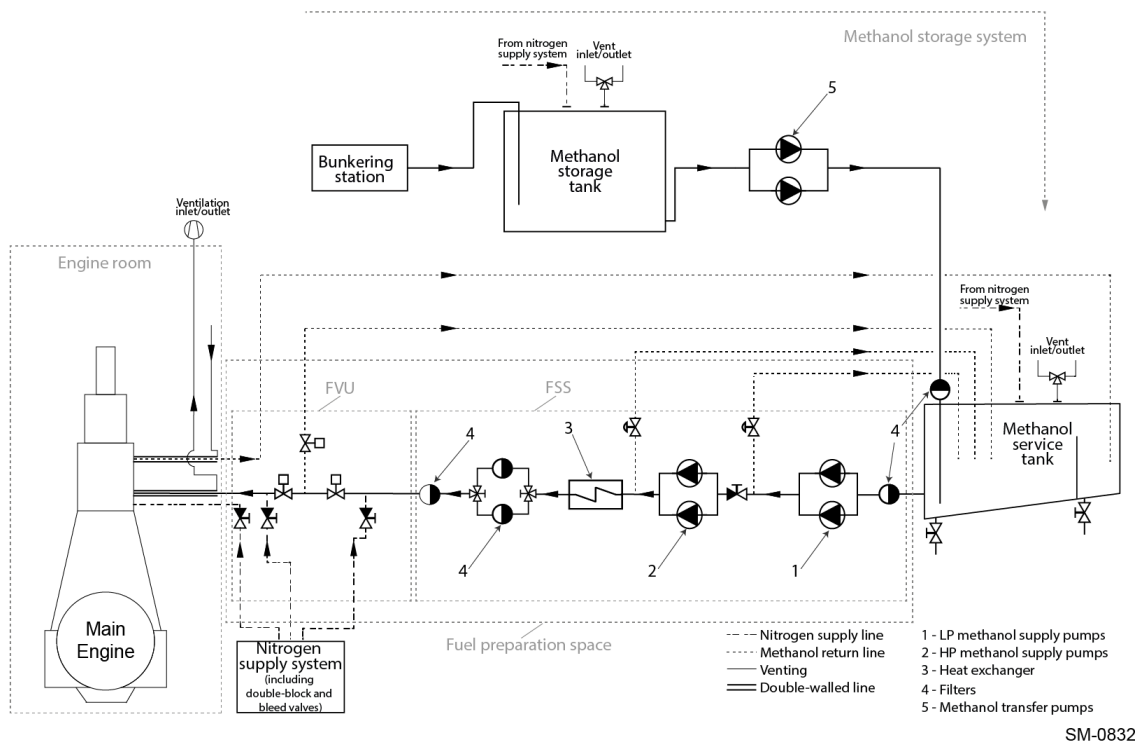 Methanol storage system
From nitrogen
supply system
Vent
inlet/outlet
5
Bunkering
station
Methanol
storage
tank
Ventilation
inlet/outlet
Engine room
From nitrogen
supply system
Vent
inlet/outlet
FVU
FSS
4
3
4
Methanol
service
tank
4
2
1
Main
Engine
Nitrogen
supply system
(including
double-block and
bleed valves)
Fuel preparation space
Nitrogen supply line
Methanol return line
Venting
Double-walled line
1 - LP methanol supply pumps
2 - HP methanol supply pumps
3 - Heat exchanger
4 - Filters
5 - Methanol transfer pumps
SM-0832